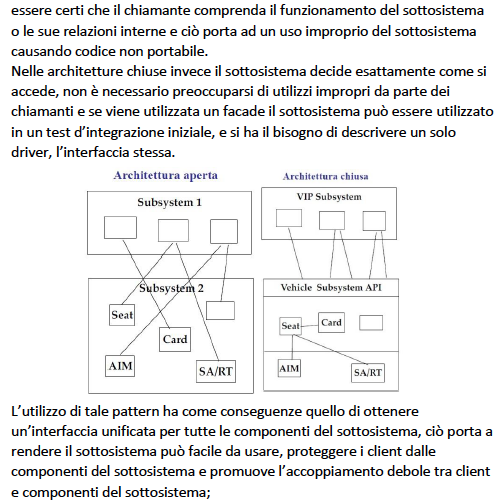 essere certi che il chiamante comprenda il funzionamento del sottosistema
o le sue relazioni interne e ciò porta ad un uso improprio del sottosistema
causando codice non portabile.
Nelle architetture chiuse invece il sottosistema decide esattamente come si
accede, non è necessario preoccuparsi di utilizzi impropri da parte dei
chiamanti e se viene utilizzata un facade il sottosistema può essere utilizzato
in un test d’integrazione iniziale, e si ha il bisogno di descrivere un solo
driver, l’interfaccia stessa.
Architettura aperta
Subsystem 1
Subsystem 2
Seat
Card
AIM
SA/RT
Architettura chiusa
VIP Subsystem
Vehicle Subsystem API
Seat
Card
AIM
SA/RT
L’utilizzo di tale pattern ha come conseguenze quello di ottenere
un’interfaccia unificata per tutte le componenti del sottosistema, ciò porta a
rendere il sottosistema può facile da usare, proteggere i client dalle
componenti del sottosistema e promuove l’accoppiamento debole tra client
e componenti del sottosistema;